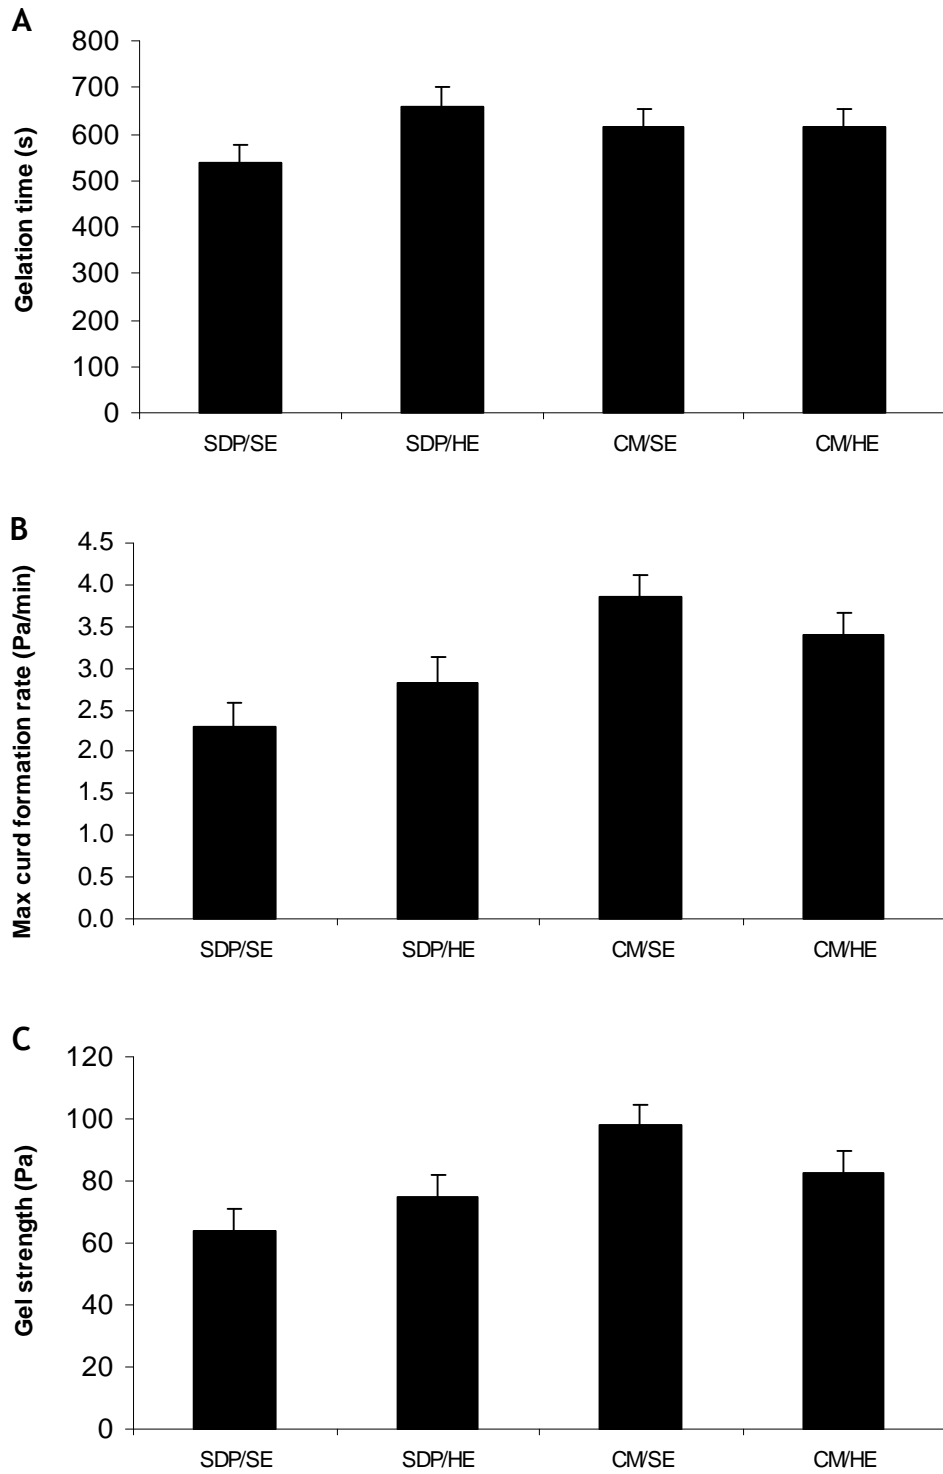 A
Gelation time (s)
800
700
600
500
400
300
200
100
0
SDP/SE SDP/HE CM/SE CM/HE
B
Max curd formation rate (Pa/min)
4.5
4.0
3.5
3.0
2.5
2.0
1.5
1.0
0.5
0.0
SDP/SE SDP/HE CM/SE CM/HE
C
Gel strength (Pa)
120
100
80
60
40
20
0
SDP/SE SDP/HE CM/SE CM/HE